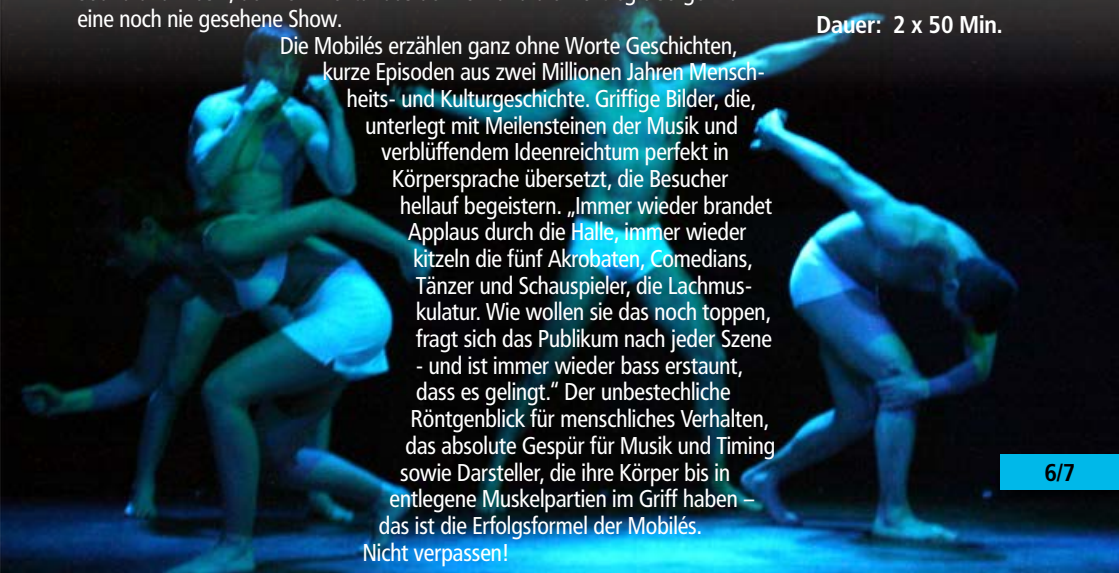 eine noch nie gesehene Show.
Dauer: 2 x 50 Min.
Die Mobilés erzählen ganz ohne Worte Geschichten,
kurze Episoden aus zwei Millionen Jahren Mensch-
heits- und Kulturgeschichte. Griffige Bilder, die,
unterlegt mit Meilensteinen der Musik und
verblüffendem Ideenreichtum perfekt in
Körpersprache übersetzt, die Besucher
hellauf begeistern. „Immer wieder brandet
Applaus durch die Halle, immer wieder
kitzeln die fünf Akrobaten, Comedians,
Tänzer und Schauspieler, die Lachmus-
kulatur. Wie wollen sie das noch toppen,
fragt sich das Publikum nach jeder Szene
- und ist immer wieder bass erstaunt,
dass es gelingt.“ Der unbestechliche
Röntgenblick für menschliches Verhalten,
das absolute Gespür für Musik und Timing
sowie Darsteller, die ihre Körper bis in
entlegene Muskelpartien im Griff haben –
das ist die Erfolgsformel der Mobilés.
Nicht verpassen!
6/7